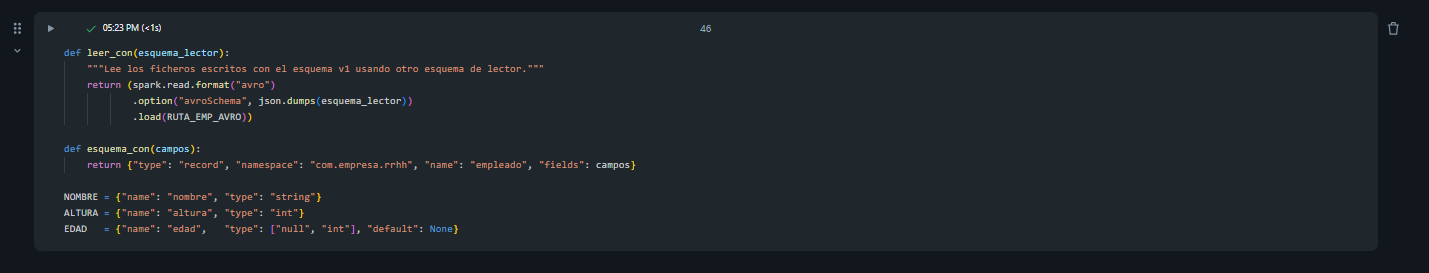 05:23 PM (<1s)
46
def leer_con(esquema_lector):
    """Lee los ficheros escritos con el esquema v1 usando otro esquema de lector."""
    return (spark.read.format("avro")
            .option("avroSchema", json.dumps(esquema_lector))
            .load(RUTA_EMP_AVRO))
def esquema_con(campos):
    return {"type": "record", "namespace": "com.empresa.rrhh", "name": "empleado", "fields": campos}
NOMBRE = {"name": "nombre", "type": "string"}
ALTURA = {"name": "altura", "type": "int"}
EDAD   = {"name": "edad",   "type": ["null", "int"], "default": None}